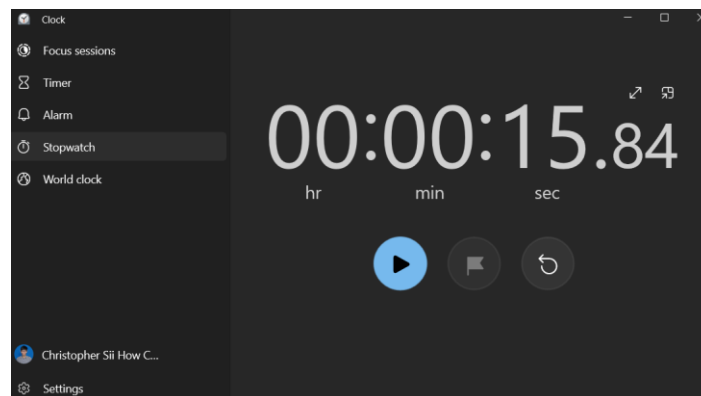 Clock
Focus sessions
Timer
Alarm
Stopwatch
World clock
00:00:15.84
hr min sec
Christopher Sii How C...
Settings